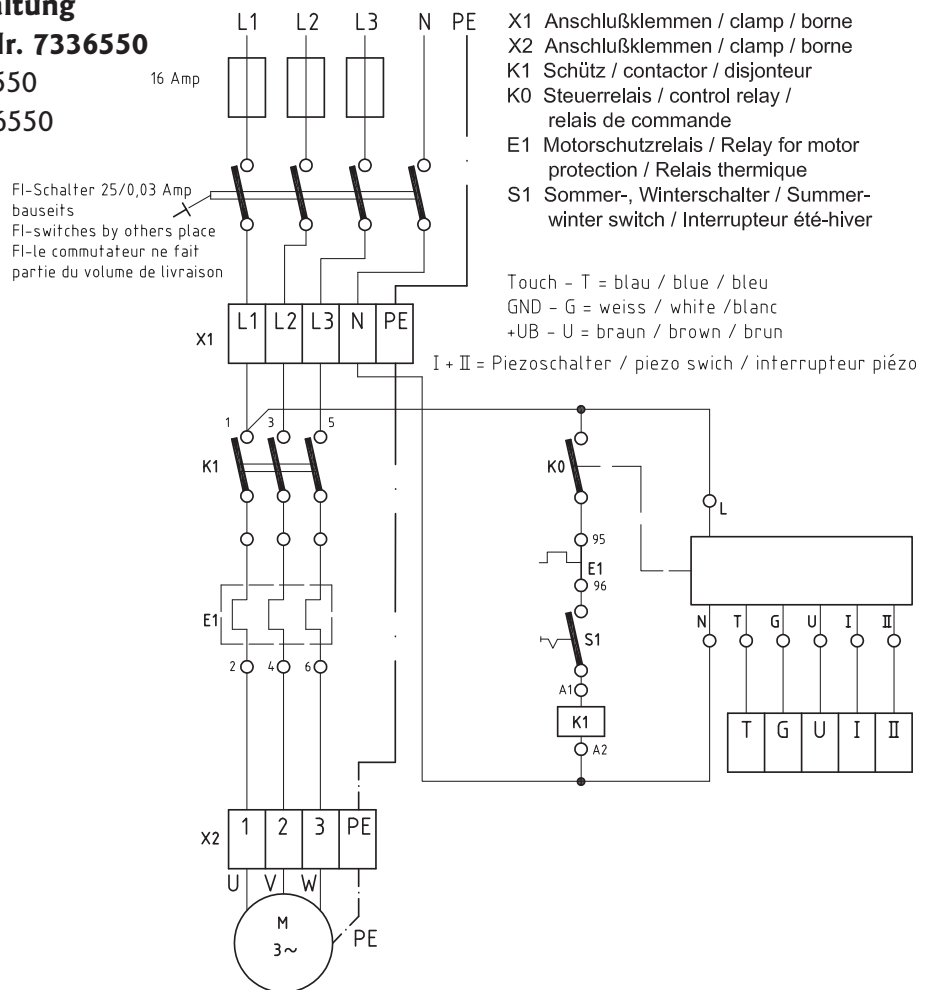 altung
Nr. 7336550
550
6550
16 Amp
L1 L2 L3 N PE
X1 Anschlußklemmen / clamp / borne
X2 Anschlußklemmen / clamp / borne
K1 Schütz / contactor / disjonteur
K0 Steuerrelais / control relay /
relais de commande
E1 Motorschutzrelais / Relay for motor
protection / Relais thermique
S1 Sommer-, Winterschalter / Summer-
winter switch / Interrupteur été-hiver
FI-Schalter 25/0,03 Amp
bauseits
FI-switches by others place
FI-le commutateur ne fait
partie du volume de livraison
Touch - T = blau / blue / bleu
GND - G = weiss / white /blanc
+UB - U = braun / brown / brun
I + II = Piezoschalter / piezo swich / interrupteur piézo
X1 L1 L2 L3 N PE
1 3 5
K1
K0
L
95
E1
96
E1
S1
N T G U I II
2 4 6
A1
K1
A2
T G U I II
X2 1 2 3 PE
U V W
M
3~
PE